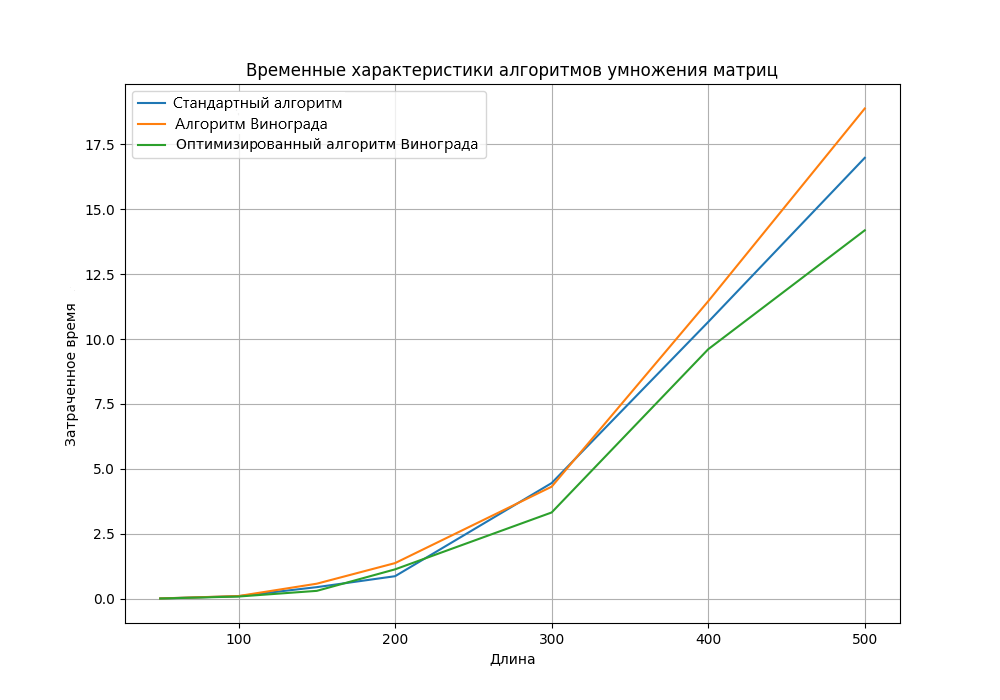 Временные характеристики алгоритмов умножения матриц
Стандартный алгоритм
Алгоритм Винограда
Оптимизированный алгоритм Винограда
17.5
15.0
12.5
10.0
7.5
5.0
2.5
0.0
Затраченное время
100 200 300 400 500
Длина